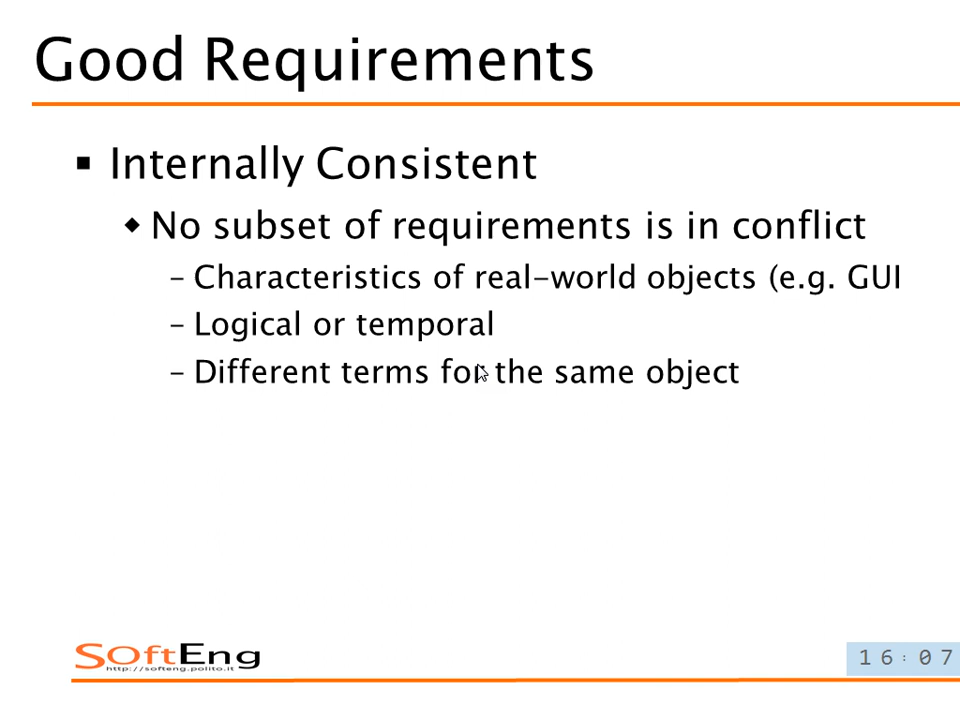 Good Requirements
▪ Internally Consistent
◆ No subset of requirements is in conflict
– Characteristics of real-world objects (e.g. GUI
– Logical or temporal
– Different terms for the same object
SOftEng
http://softeng.polito.it
16:07